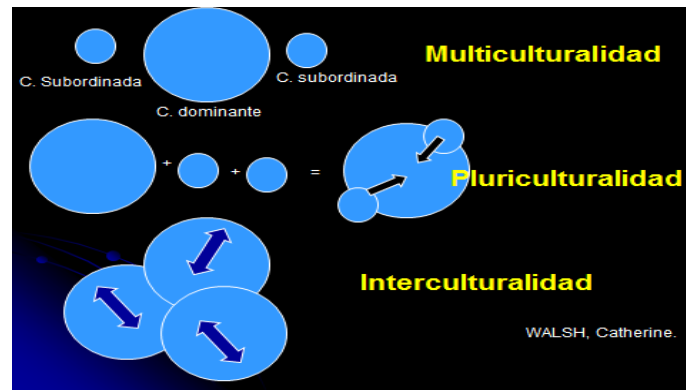 Multiculturalidad
C. Subordinada
C. subordinada
C. dominante
+ + =
Pluriculturalidad
Interculturalidad
WALSH, Catherine.